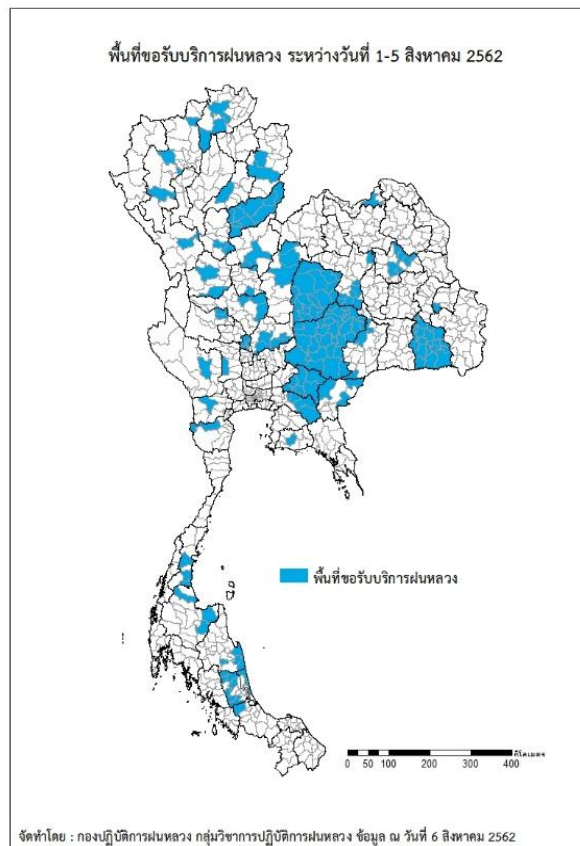 พื้นที่ขอรับบริการฝนหลวง ระหว่างวันที่ 1-5 สิงหาคม 2562
พื้นที่ขอรับบริการฝนหลวง
กิโลเมตร
0 50 100 200 300 400
จัดทำโดย : กองปฏิบัติการฝนหลวง กลุ่มวิชาการปฏิบัติการฝนหลวง ข้อมูล ณ วันที่ 6 สิงหาคม 2562